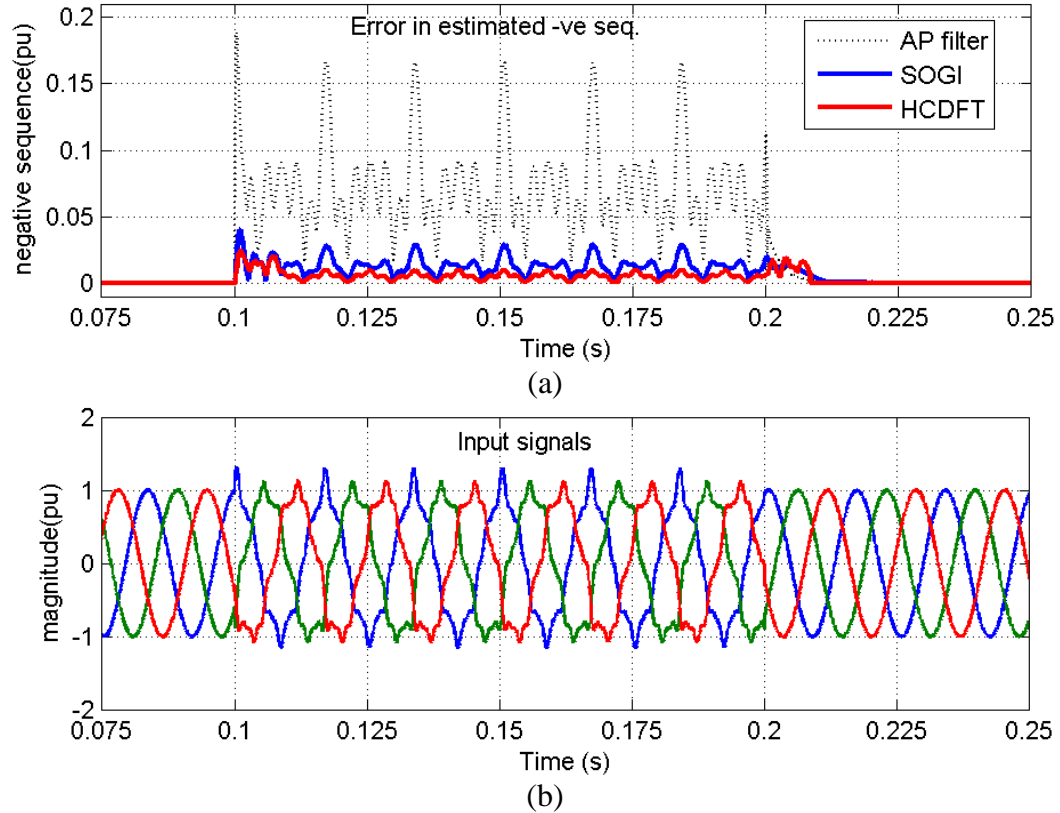 Error in estimated -ve seq.
AP filter
SOGI
HCDFT
negative sequence(pu)
0.2
0.15
0.1
0.05
0
0.075
0.1
0.125
0.15
0.175
0.2
0.225
0.25
Time (s)
(a)
Input signals
magnitude(pu)
2
1
0
-1
-2
0.075
0.1
0.125
0.15
0.175
0.2
0.225
0.25
Time (s)
(b)